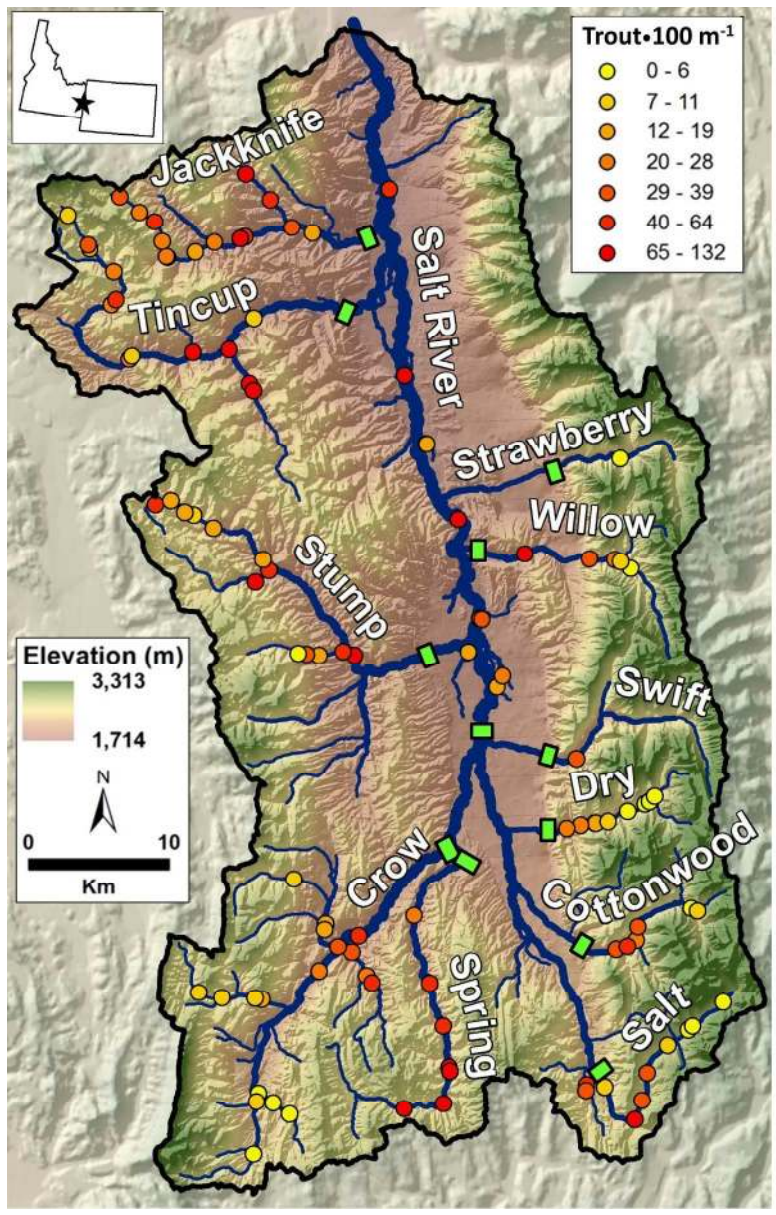 Trout•100 m-1
0 - 6
7 - 11
12 - 19
20 - 28
29 - 39
40 - 64
65 - 132
Jackknife
Tincup
Salt River
Strawberry
Willow
Stump
Elevation (m)
3,313
1,714
N
0 10
Km
Swift
Dry
Crow
Cottonwood
Spring
Salt